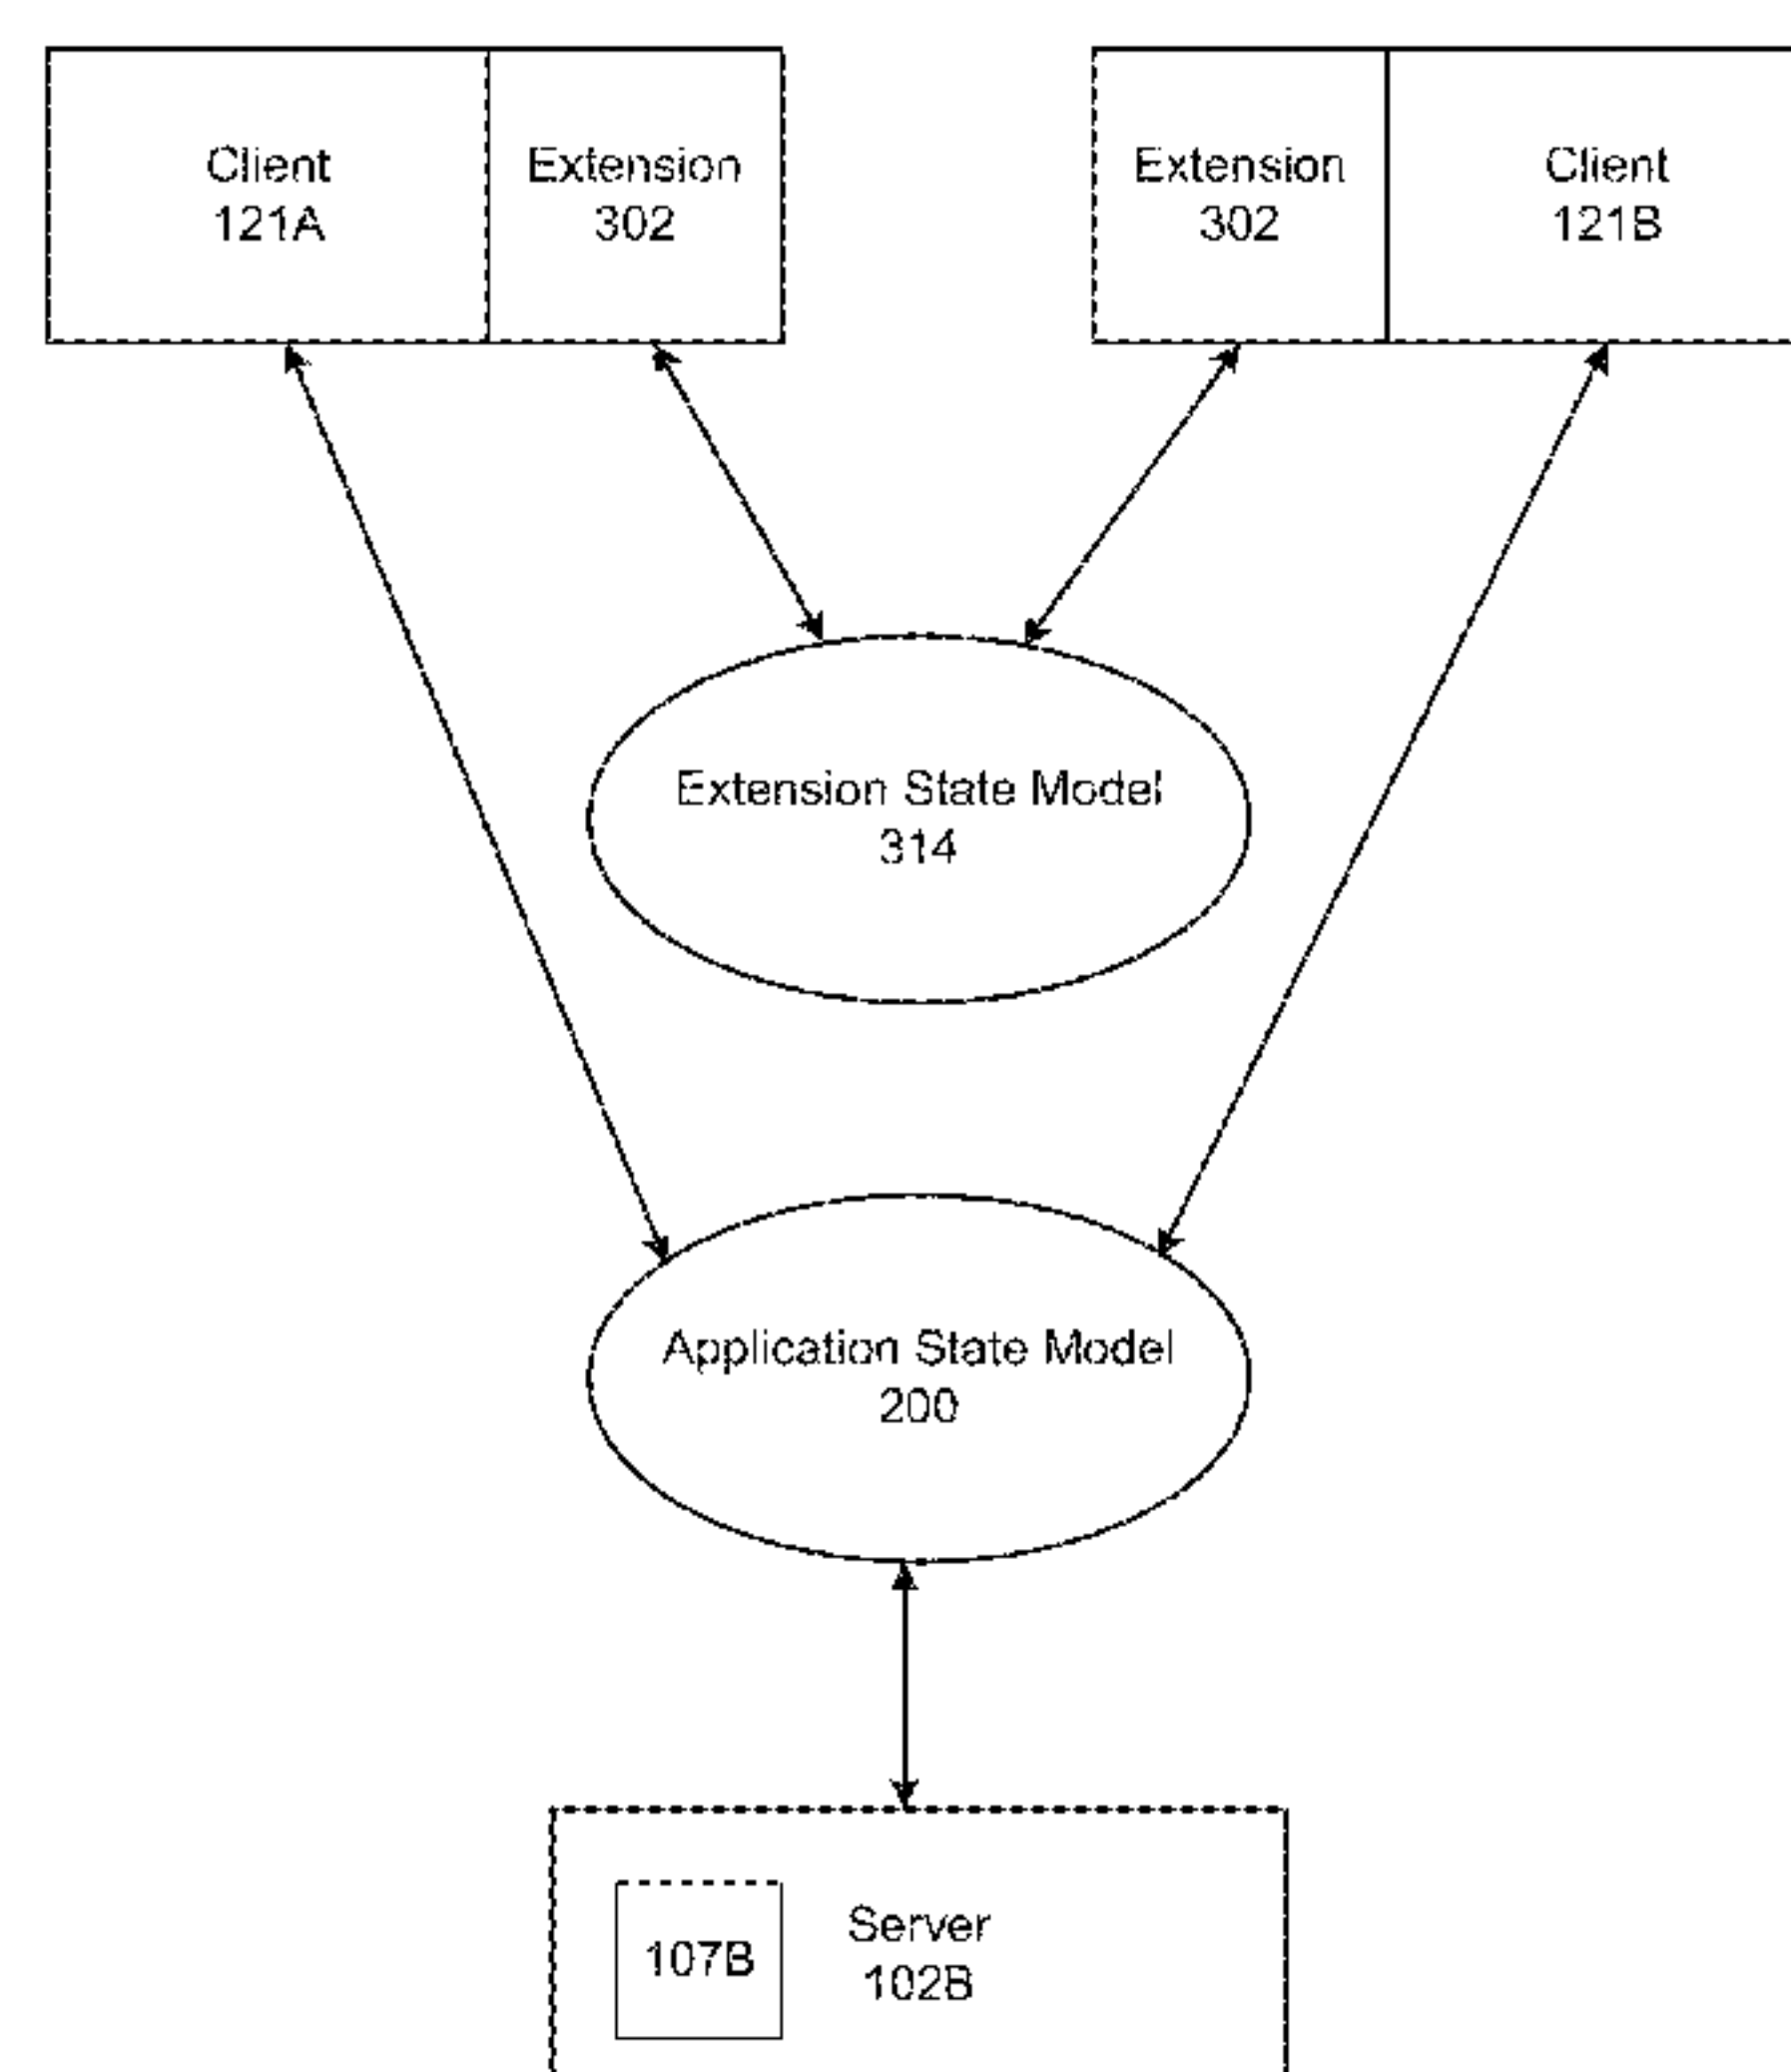 Client
121A
Extension
302
Extension
302
Client
121B
Extension State Model
314
Application State Model
200
107B
Server
102B